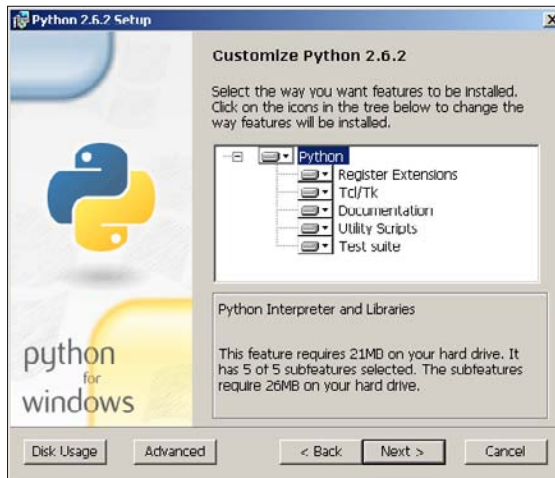 Python 2.6.2 Setup
Customize Python 2.6.2
Select the way you want features to be installed.
Click on the icons in the tree below to change the
way features will be installed.
Python
Register Extensions
Tcl/Tk
Documentation
Utility Scripts
Test suite
Python Interpreter and Libraries
This feature requires 21MB on your hard drive. It
has 5 of 5 subfeatures selected. The subfeatures
require 26MB on your hard drive.
python
for
windows
Disk Usage
Advanced
< Back
Next >
Cancel